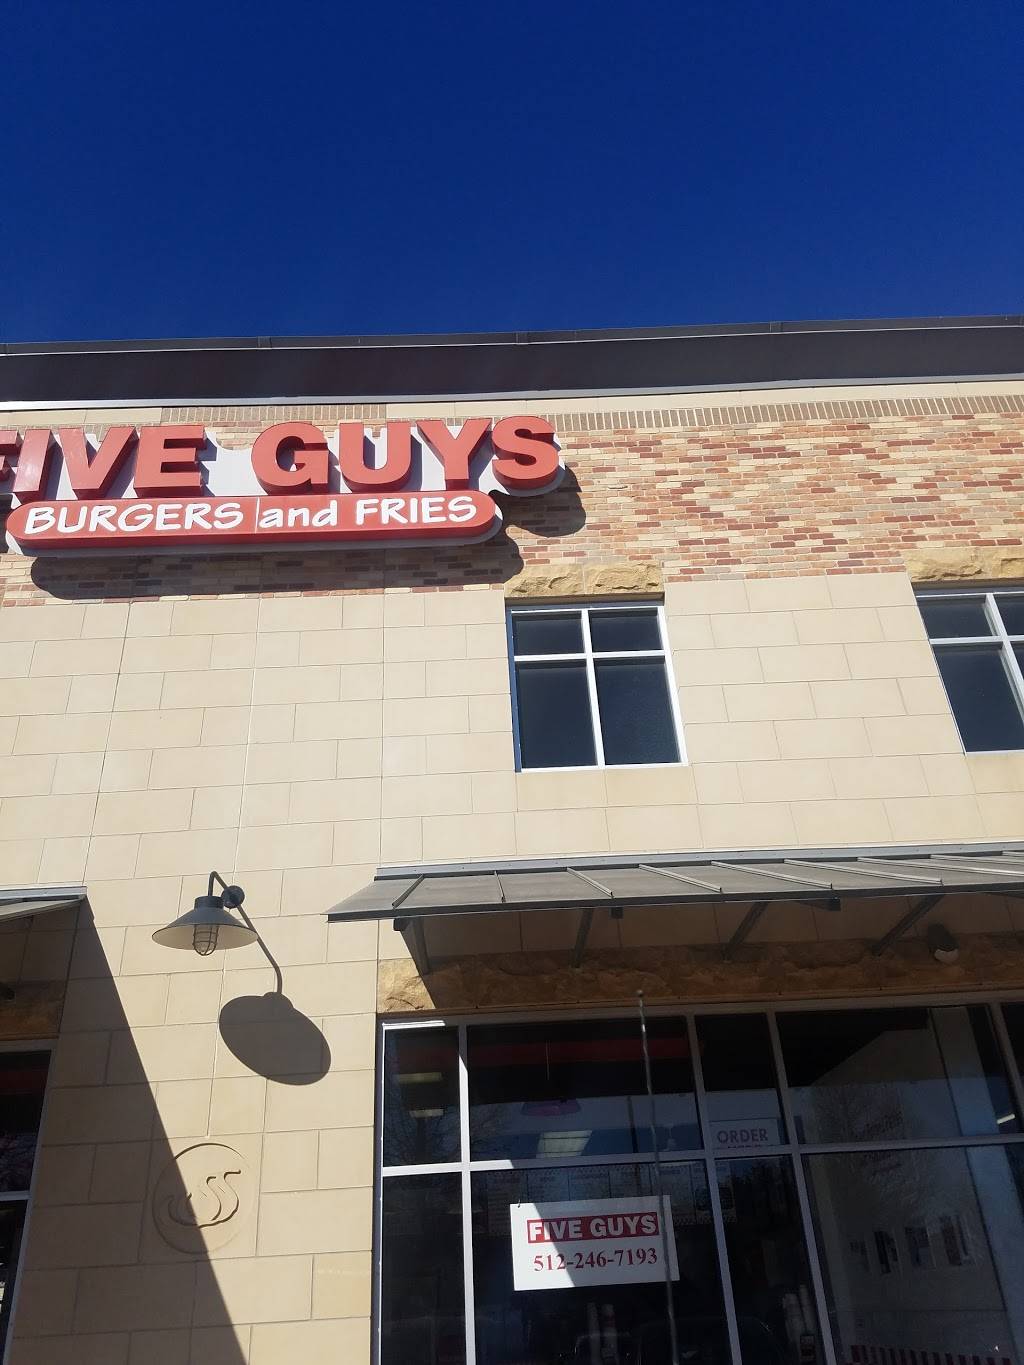 FIVE GUYS
BURGERS and FRIES
ORDER
FIVE GUYS
512-246-7193